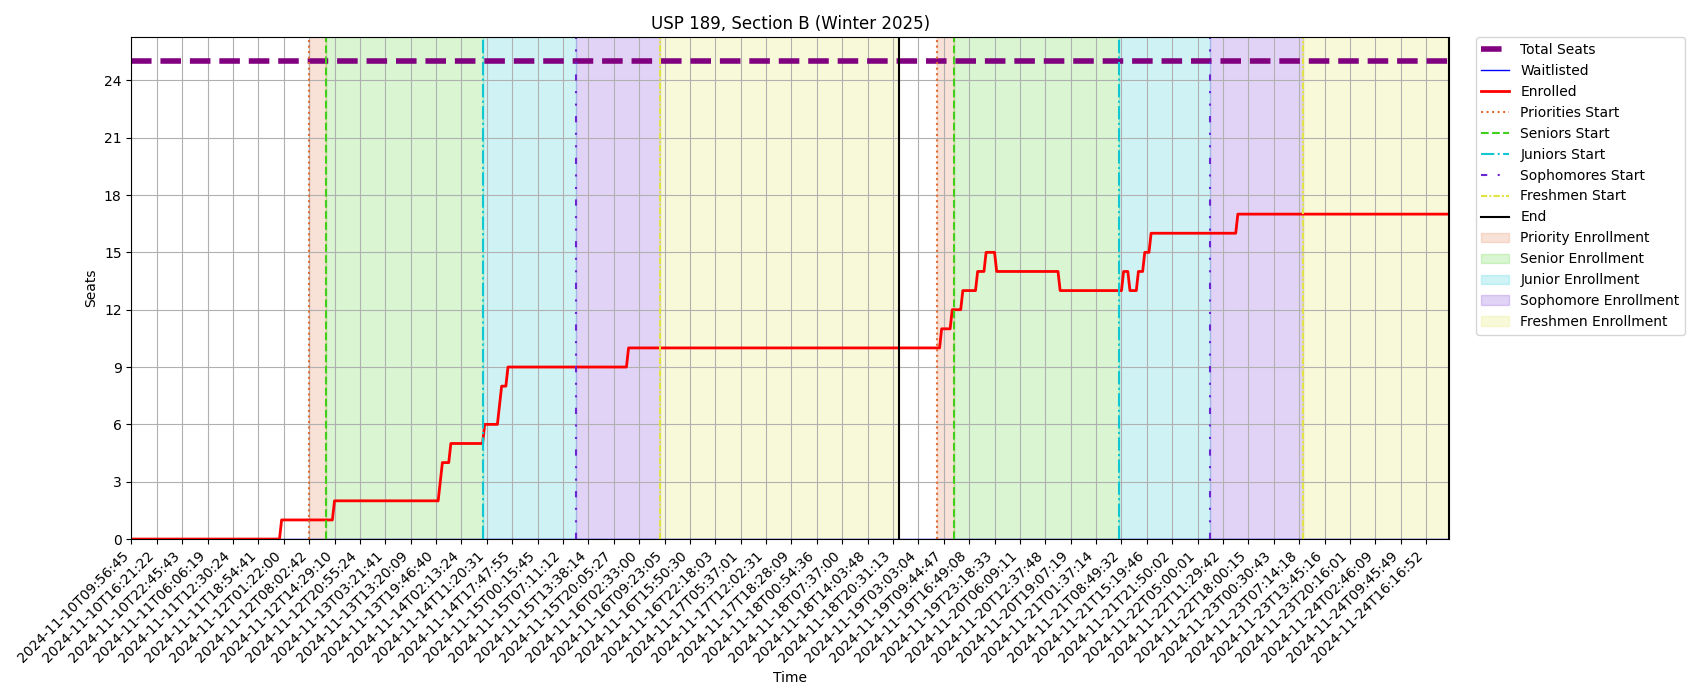 USP 189, Section B (Winter 2025)
24
21
18
15
12
9
6
3
0
Seats
2024-11-10T09:56:45
2024-11-10T16:21:22
2024-11-10T22:45:43
2024-11-11T06:06:19
2024-11-11T12:30:24
2024-11-11T18:54:41
2024-11-12T01:22:00
2024-11-12T08:02:42
2024-11-12T14:29:10
2024-11-12T20:55:24
2024-11-13T03:21:41
2024-11-13T13:20:09
2024-11-13T19:46:40
2024-11-14T02:13:24
2024-11-14T11:20:31
2024-11-14T17:47:55
2024-11-15T00:15:45
2024-11-15T07:11:12
2024-11-15T13:38:14
2024-11-15T20:05:27
2024-11-16T02:33:00
2024-11-16T09:23:05
2024-11-16T15:50:30
2024-11-16T22:18:03
2024-11-17T05:37:01
2024-11-17T12:02:31
2024-11-17T18:28:09
2024-11-18T00:54:36
2024-11-18T07:37:00
2024-11-18T14:03:48
2024-11-18T20:31:13
2024-11-19T03:03:04
2024-11-19T09:44:47
2024-11-19T16:49:08
2024-11-19T23:18:33
2024-11-20T06:09:11
2024-11-20T12:37:48
2024-11-20T19:07:19
2024-11-21T01:37:14
2024-11-21T08:49:32
2024-11-21T15:19:46
2024-11-21T21:50:02
2024-11-22T05:00:01
2024-11-22T11:29:42
2024-11-22T18:00:15
2024-11-23T00:30:43
2024-11-23T07:14:18
2024-11-23T13:45:16
2024-11-23T20:16:01
2024-11-24T02:46:09
2024-11-24T09:45:49
2024-11-24T16:16:52
Time
Total Seats
Waitlisted
Enrolled
Priorities Start
Seniors Start
Juniors Start
Sophomores Start
Freshmen Start
End
Priority Enrollment
Senior Enrollment
Junior Enrollment
Sophomore Enrollment
Freshmen Enrollment